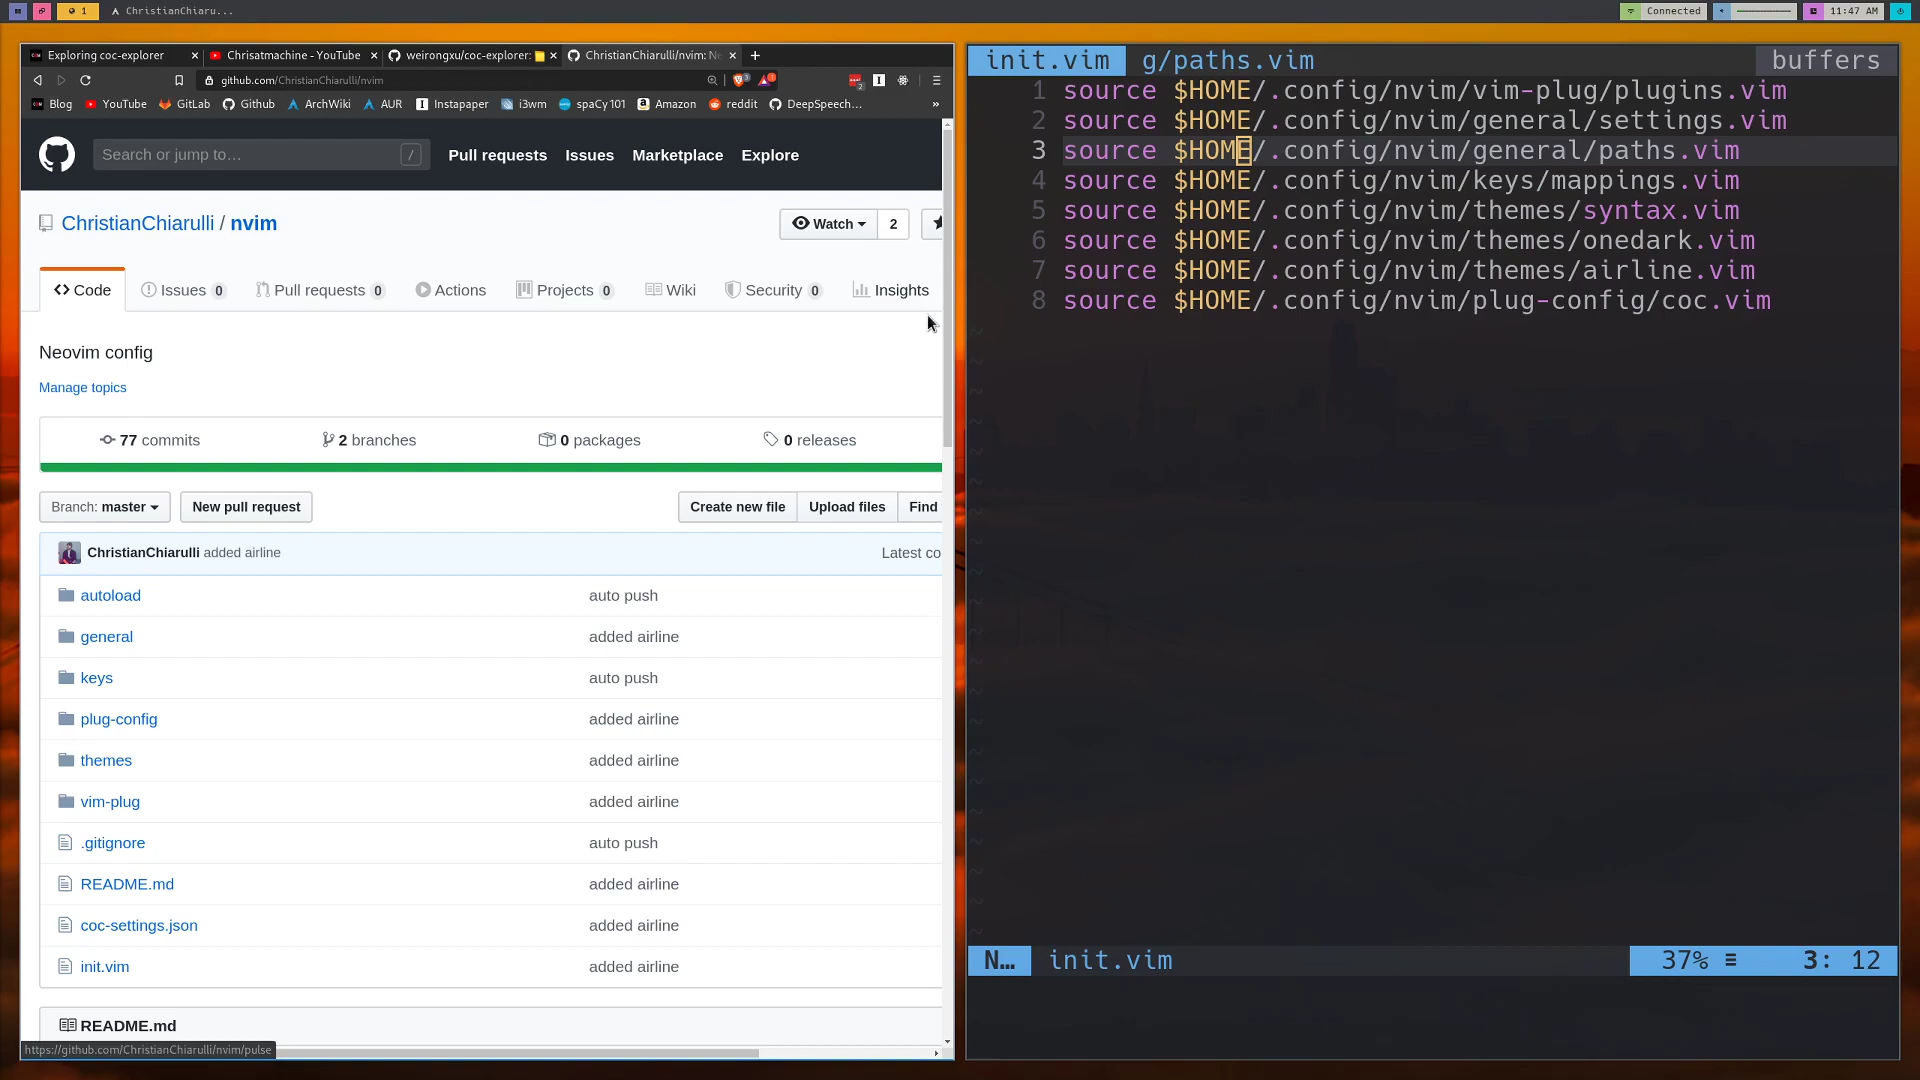 1
ChristianChiaru...
Connected
11:47 AM
Exploring coc-explorer
Chrisatmachine - YouTube
weirongxu/coc-explorer:
ChristianChiarulli/nvim: Ne
github.com/ChristianChiarulli/nvim
Blog
YouTube
GitLab
Github
ArchWiki
AUR
Instapaper
i3wm
spaCy 101
Amazon
reddit
DeepSpeech...
»
Search or jump to…
/
Pull requests
Issues
Marketplace
Explore
ChristianChiarulli / nvim
Watch
2
Code
Issues 0
Pull requests 0
Actions
Projects 0
Wiki
Security 0
Insights
Neovim config
Manage topics
77 commits
2 branches
0 packages
0 releases
Branch: master
New pull request
Create new file
Upload files
Find
ChristianChiarulli added airline
Latest co
autoload auto push
general added airline
keys auto push
plug-config added airline
themes added airline
vim-plug added airline
.gitignore auto push
README.md added airline
coc-settings.json added airline
init.vim added airline
README.md
https://github.com/ChristianChiarulli/nvim/pulse
init.vim g/paths.vim buffers
1 source $HOME/.config/nvim/vim-plug/plugins.vim
2 source $HOME/.config/nvim/general/settings.vim
3 source $HOME/.config/nvim/general/paths.vim
4 source $HOME/.config/nvim/keys/mappings.vim
5 source $HOME/.config/nvim/themes/syntax.vim
6 source $HOME/.config/nvim/themes/onedark.vim
7 source $HOME/.config/nvim/themes/airline.vim
8 source $HOME/.config/nvim/plug-config/coc.vim
N… init.vim 37% ≡ 3: 12